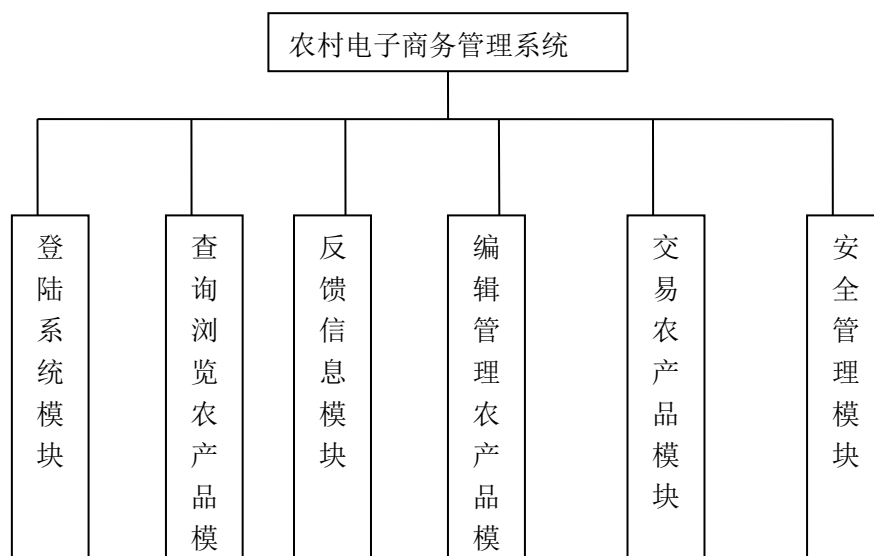 农村电子商务管理系统
登陆系统模块
查询浏览农产品模
反馈信息模块
编辑管理农产品模
交易农产品模块
安全管理模块